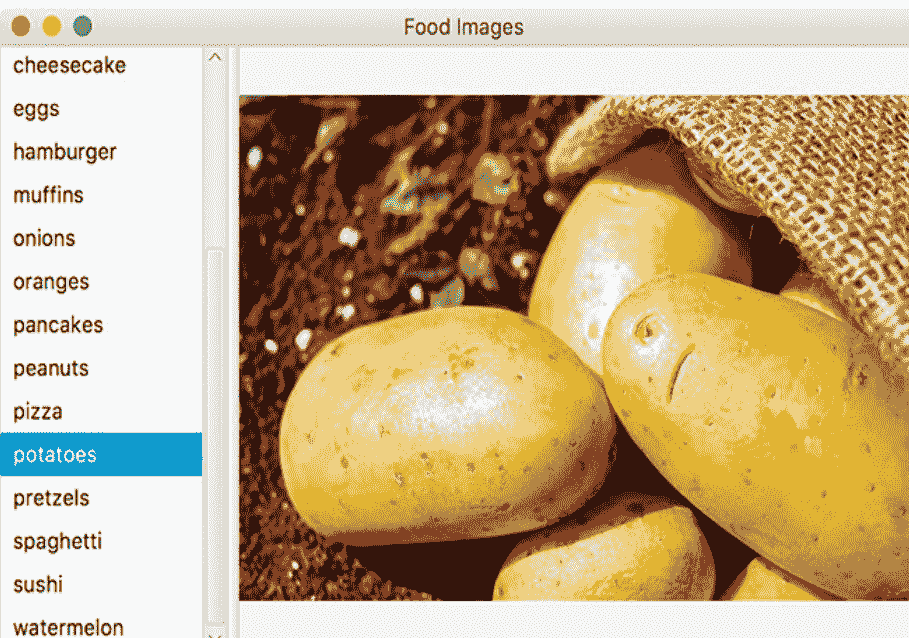 Food Images
cheesecake
eggs
hamburger
muffins
onions
oranges
pancakes
peanuts
pizza
potatoes
pretzels
spaghetti
sushi
watermelon